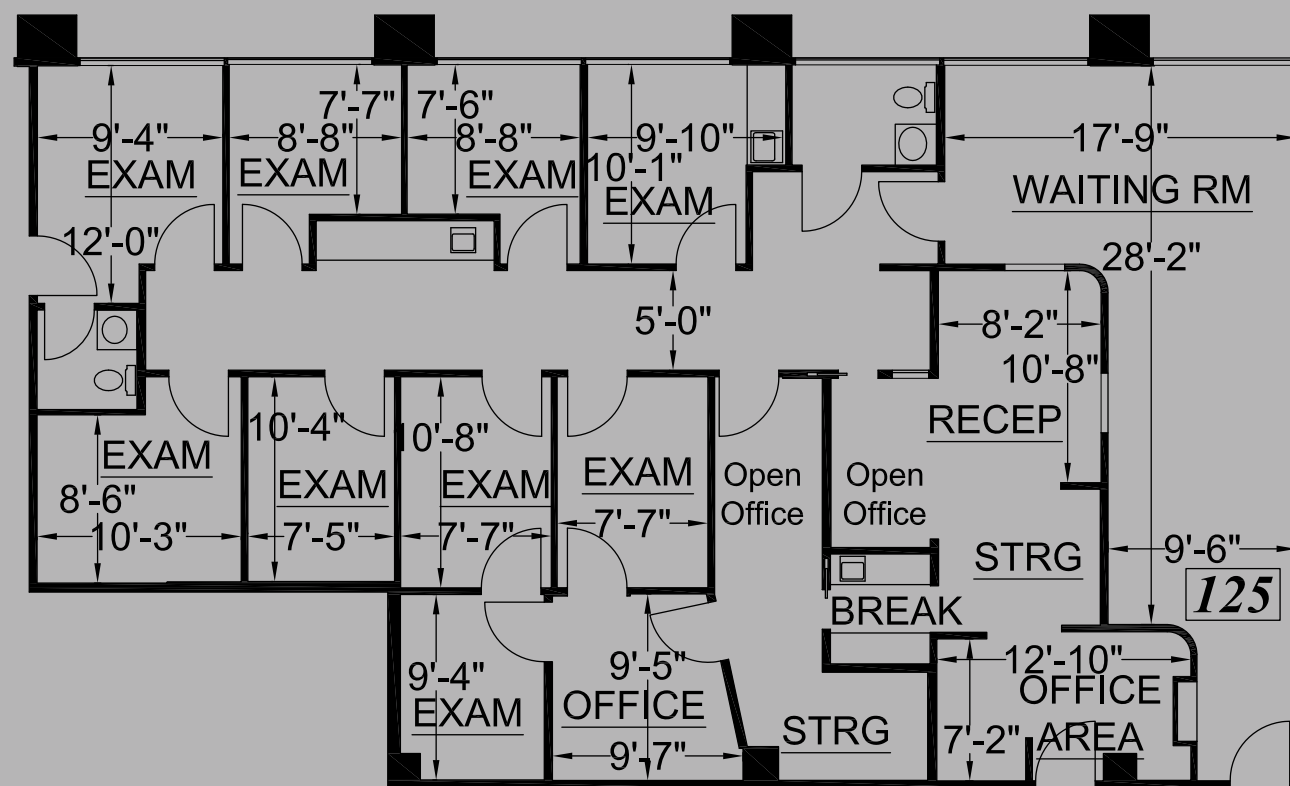 7'-7"
7'-6"
9'-4"
8'-8"
8'-8"
9'-10"
17'-9"
EXAM
EXAM
EXAM
10'-1"
EXAM
WAITING RM
12'-0"
28'-2"
5'-0"
8'-2"
10'-8"
RECEP
10'-4"
10'-8"
EXAM
EXAM
EXAM
EXAM
Open
Office
Open
Office
8'-6"
10'-3"
7'-5"
7'-7"
7'-7"
STRG
9'-6"
125
BREAK
9'-4"
EXAM
9'-5"
OFFICE
9'-7"
STRG
12'-10"
OFFICE
AREA
7'-2"